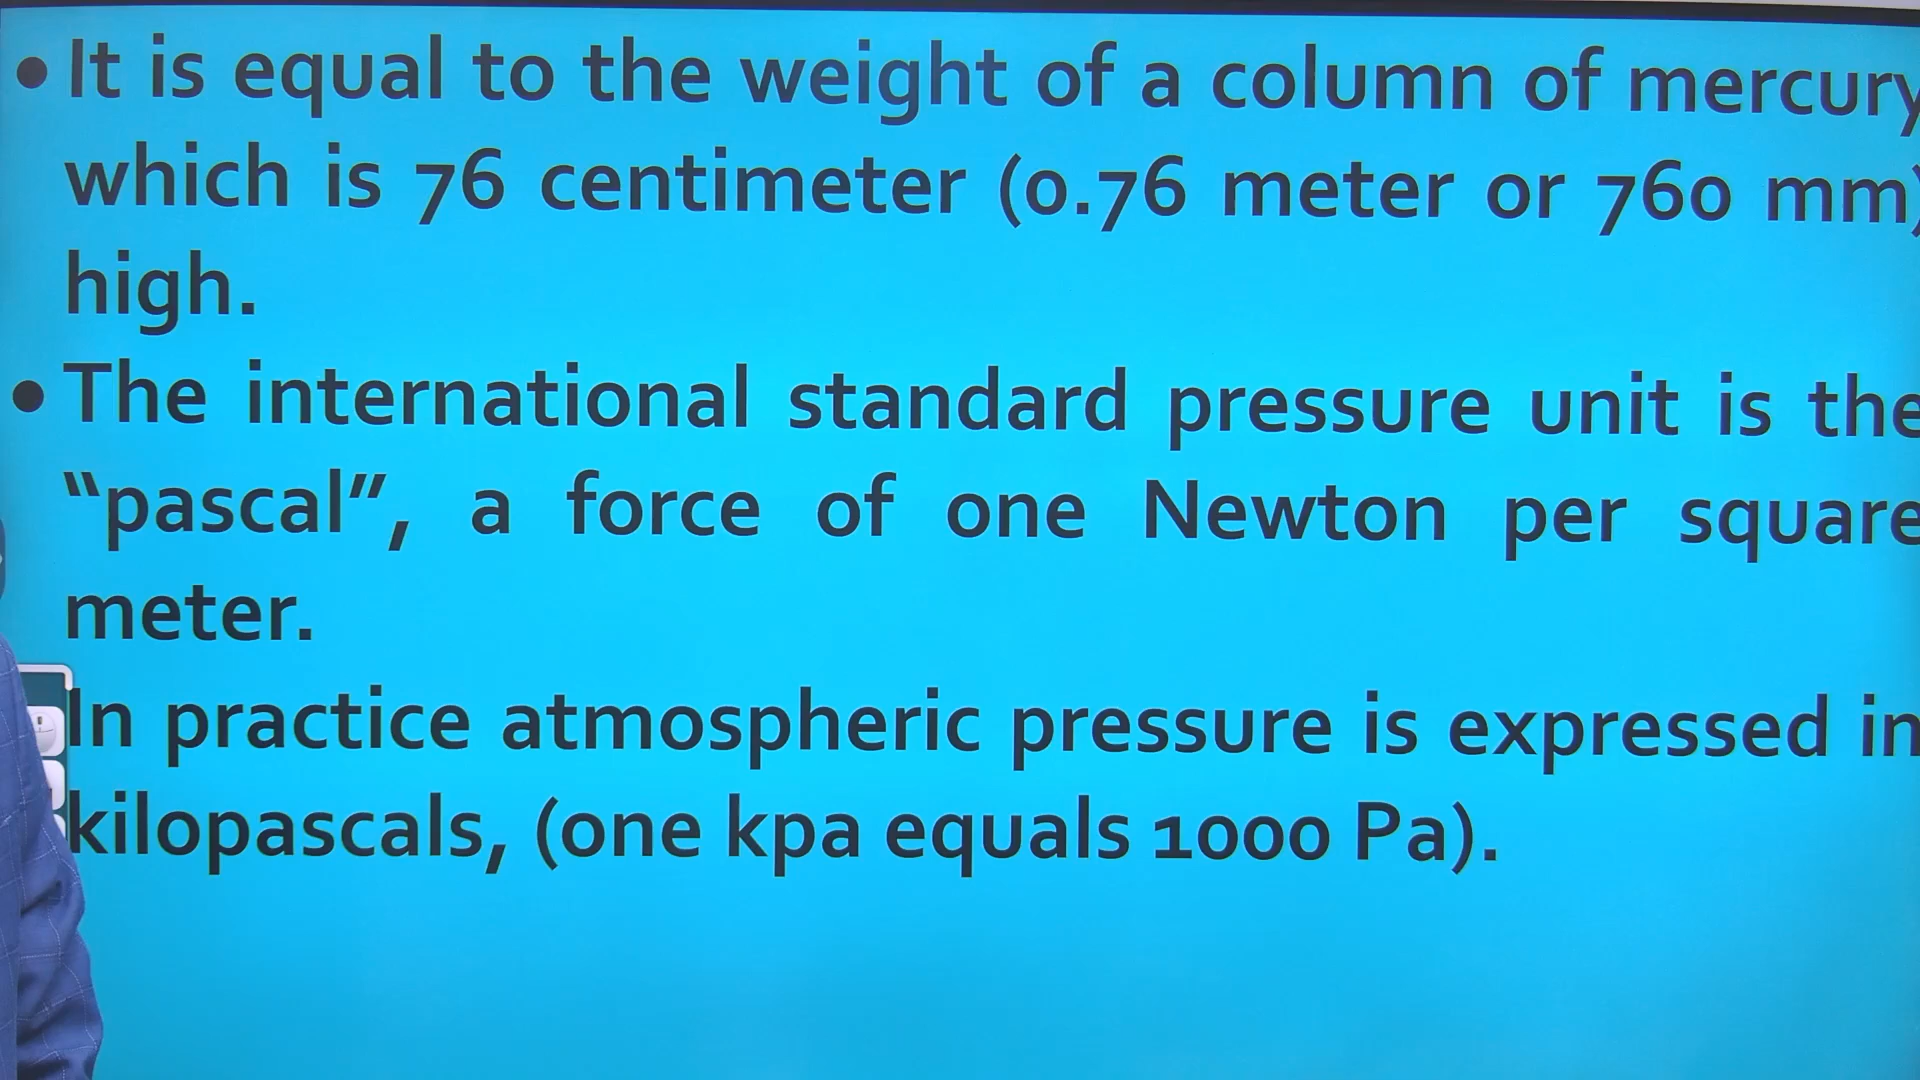 • It is equal to the weight of a column of mercury
which is 76 centimeter (0.76 meter or 760 mm)
high.
• The international standard pressure unit is the
“pascal”, a force of one Newton per square
meter.
In practice atmospheric pressure is expressed in
kilopascals, (one kpa equals 1000 Pa).